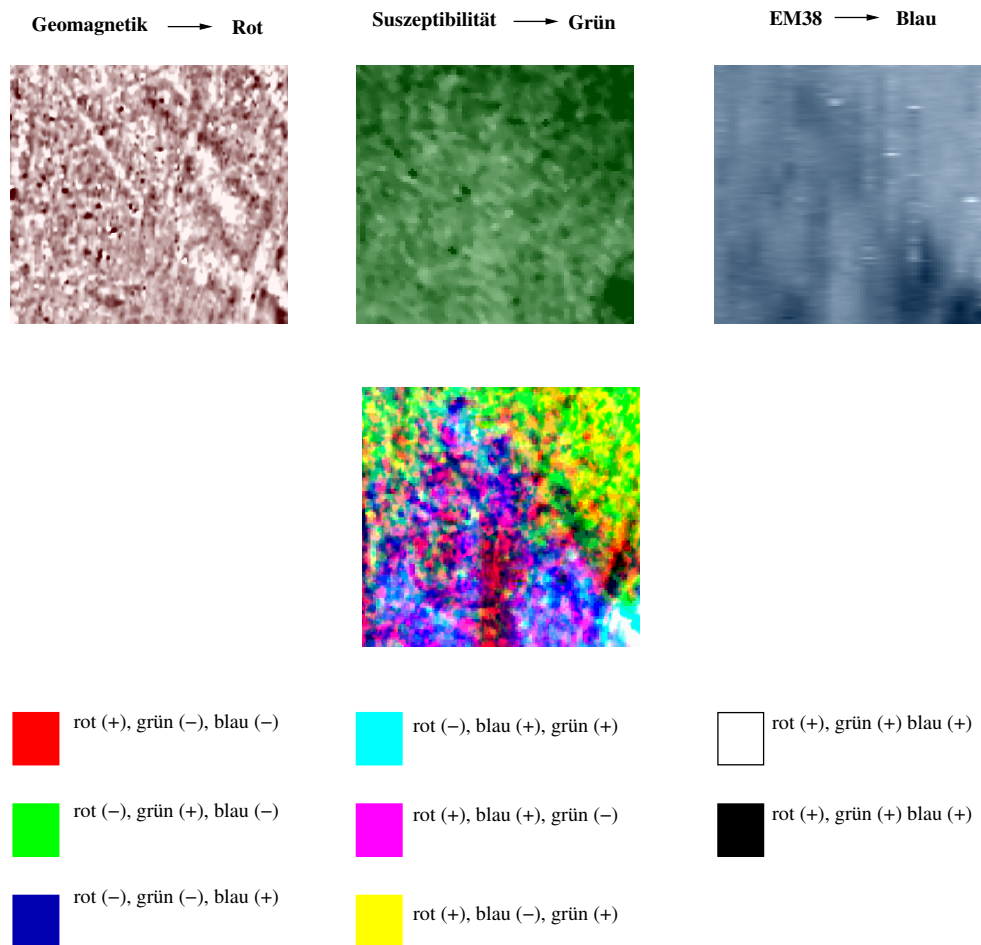 Geomagnetik → Rot
Suszeptibilität → Grün
EM38 → Blau
rot (+), grün (−), blau (−)
rot (−), blau (+), grün (+)
rot (+), grün (+) blau (+)
rot (−), grün (+), blau (−)
rot (+), blau (+), grün (−)
rot (+), grün (+) blau (+)
rot (−), grün (−), blau (+)
rot (+), blau (−), grün (+)